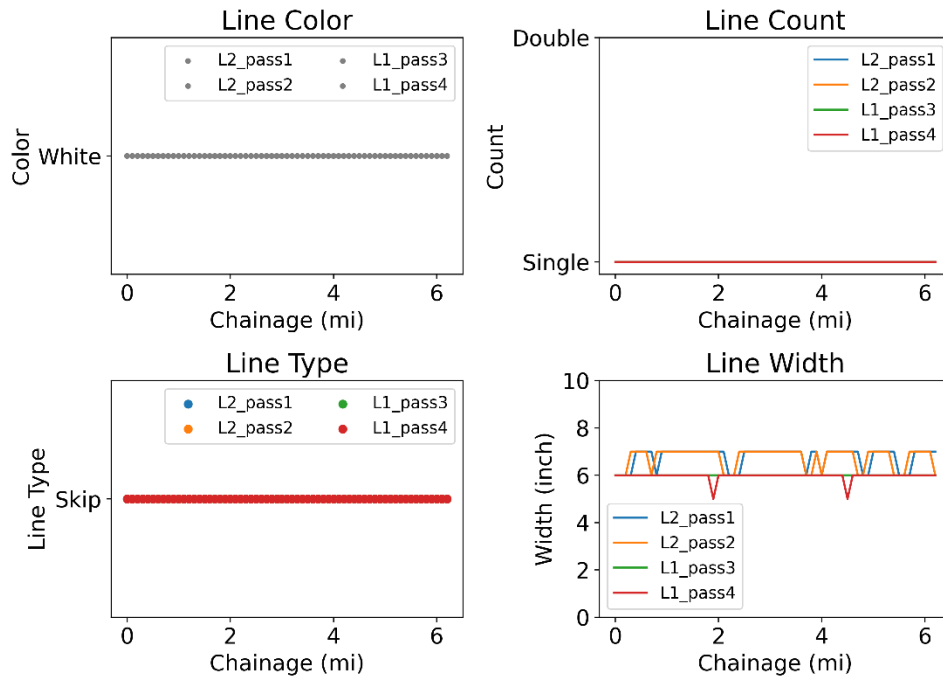 Line Color
L2_pass1 L1_pass3
L2_pass2 L1_pass4
Color
White
0 2 4 6
Chainage (mi)
Line Count
Double
L2_pass1
L2_pass2
L1_pass3
L1_pass4
Count
Single
0 2 4 6
Chainage (mi)
Line Type
L2_pass1 L1_pass3
L2_pass2 L1_pass4
Line Type
Skip
0 2 4 6
Chainage (mi)
Line Width
10
8
6
4
2
0
Width (inch)
L2_pass1
L2_pass2
L1_pass3
L1_pass4
0 2 4 6
Chainage (mi)